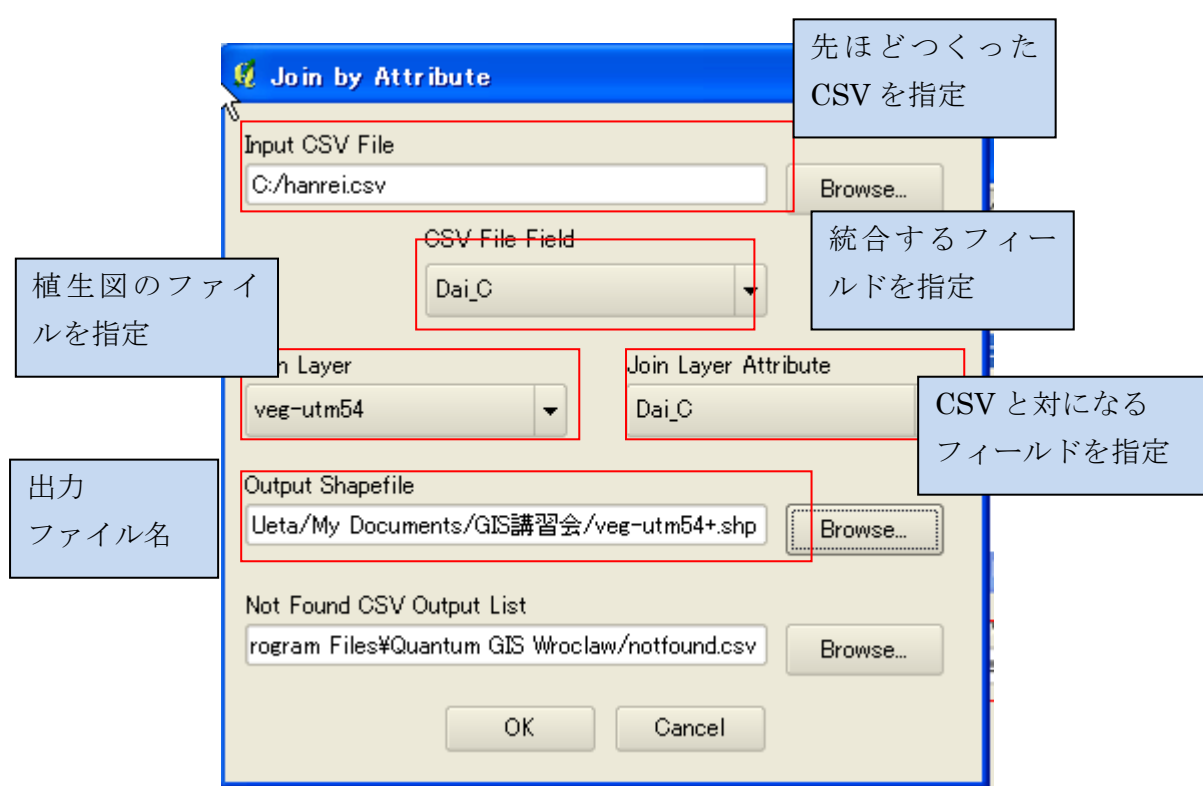 先ほどつくった
CSV を指定
Join by Attribute
Input CSV File
C:/hanrei.csv
Browse...
CSV File Field
Dai_C
統合するフィー
ルドを指定
植生図のファイ
ルを指定
n Layer
veg-utm54
Join Layer Attribute
Dai_C
CSV と対になる
フィールドを指定
出力
ファイル名
Output Shapefile
Ueta/My Documents/GIS講習会/veg-utm54+.shp
Browse...
Not Found CSV Output List
rogram Files¥Quantum GIS Wroclaw/notfound.csv
Browse...
OK
Cancel